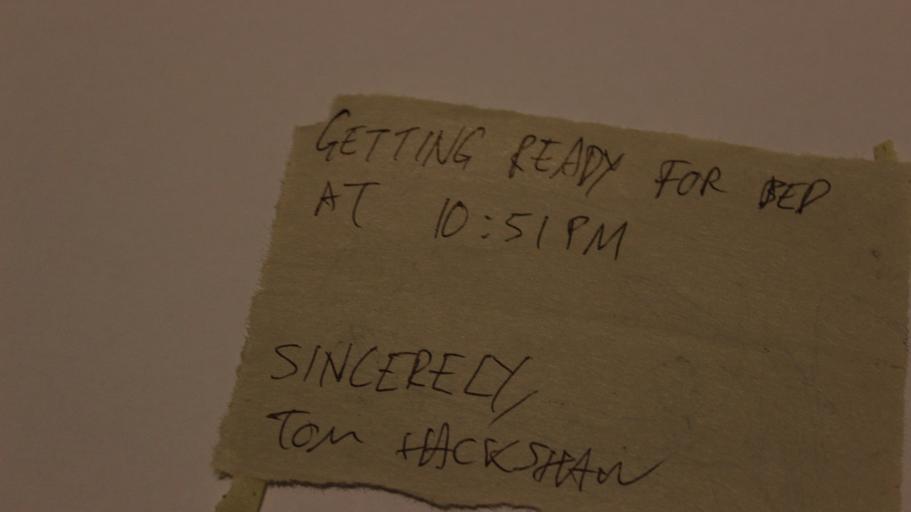 GETTING READY FOR BED
AT 10:51PM
SINCERELY,
TOM HACKSHAW